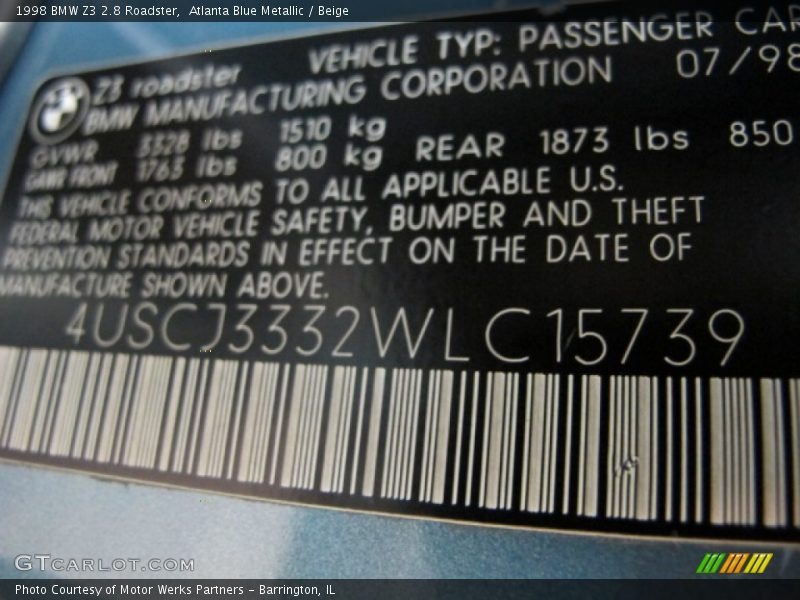 1998 BMW Z3 2.8 Roadster,  Atlanta Blue Metallic / Beige
Z3 roadster VEHICLE TYP: PASSENGER CAR
BMW MANUFACTURING CORPORATION 07/98
GVWR 3328 lbs 1510 kg
GAWR FRONT 1763 lbs 800 kg REAR 1873 lbs 850
THIS VEHICLE CONFORMS TO ALL APPLICABLE U.S.
FEDERAL MOTOR VEHICLE SAFETY, BUMPER AND THEFT
PREVENTION STANDARDS IN EFFECT ON THE DATE OF
MANUFACTURE SHOWN ABOVE.
4USCJ3332WLC15739
GTCARLOT.COM
Photo Courtesy of Motor Werks Partners - Barrington, IL